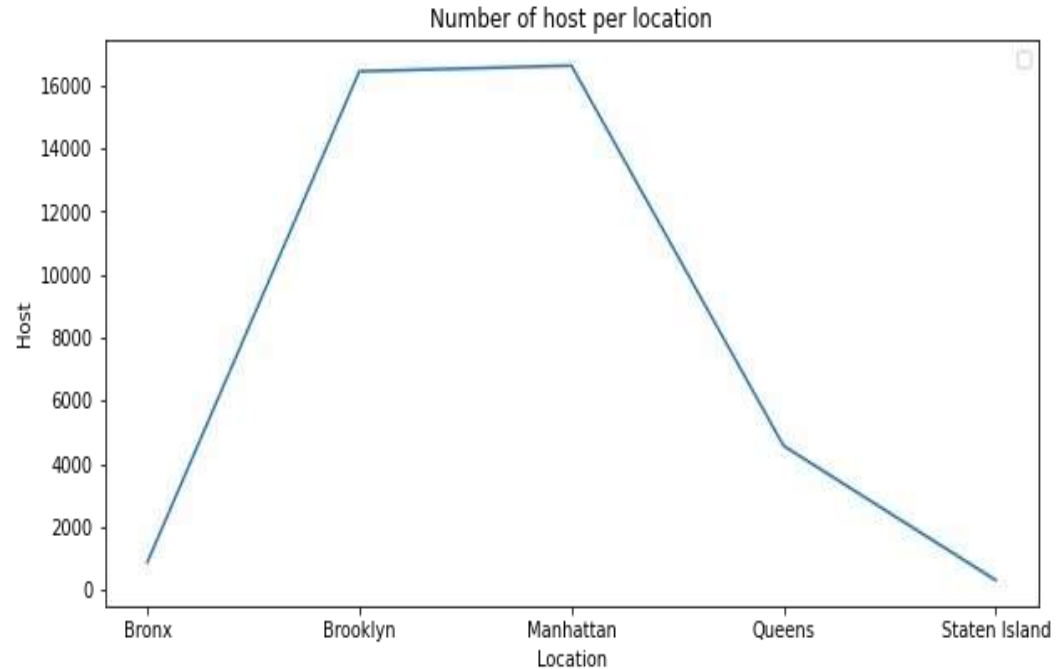 Number of host per location
16000
14000
12000
10000
8000
6000
4000
2000
0
Host
Bronx Brooklyn Manhattan Queens Staten Island
Location